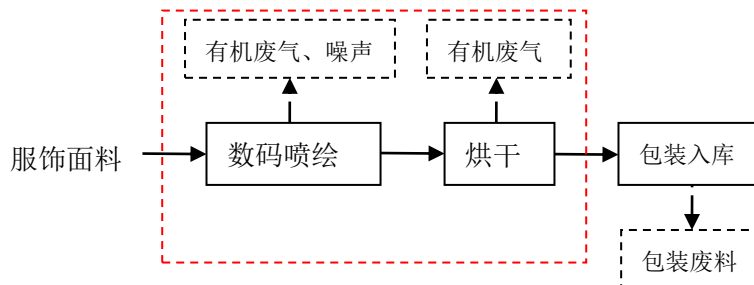 有机废气、噪声
有机废气
服饰面料
数码喷绘
烘干
包装入库
包装废料